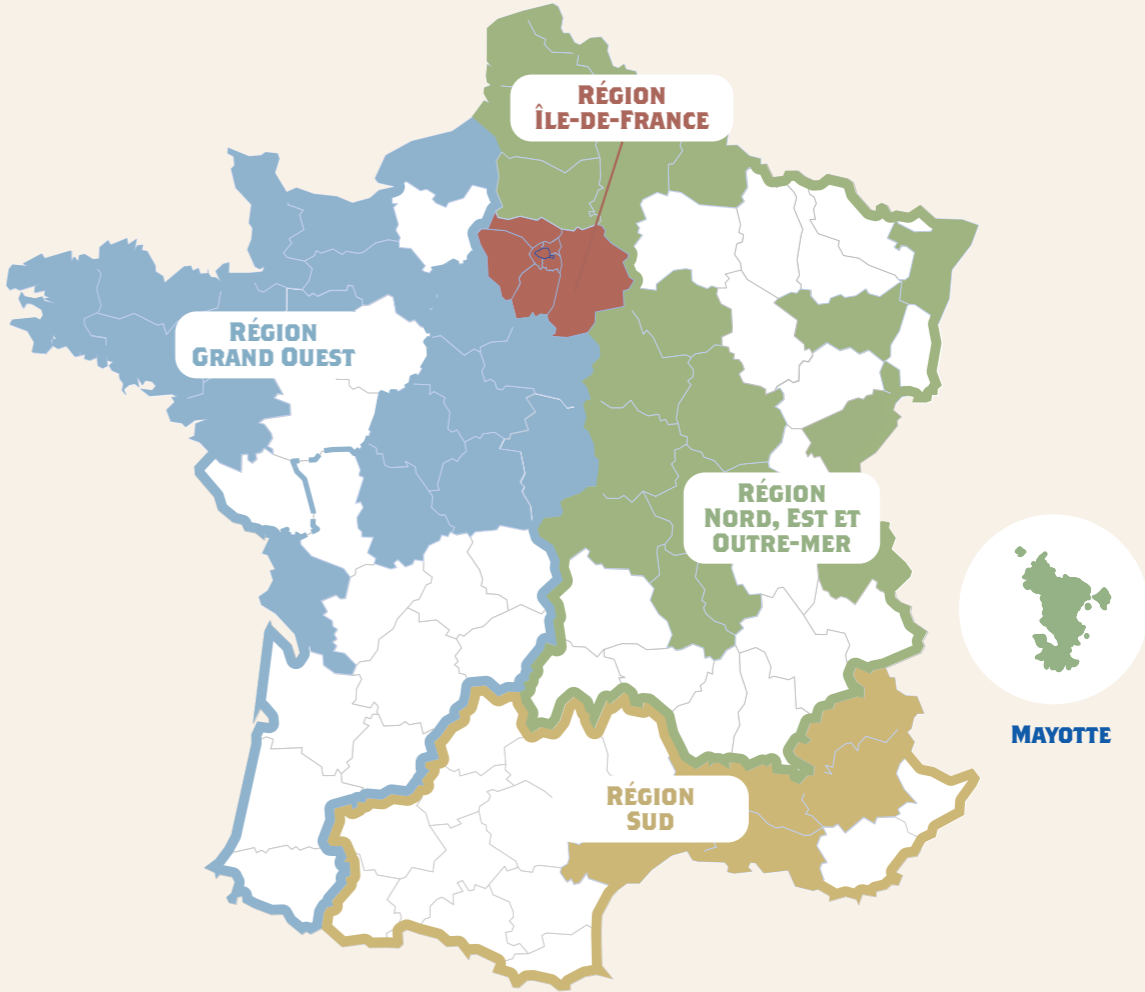 RÉGION
ÎLE-DE-FRANCE
RÉGION
GRAND OUEST
RÉGION
NORD, EST ET
OUTRE-MER
MAYOTTE
RÉGION
SUD